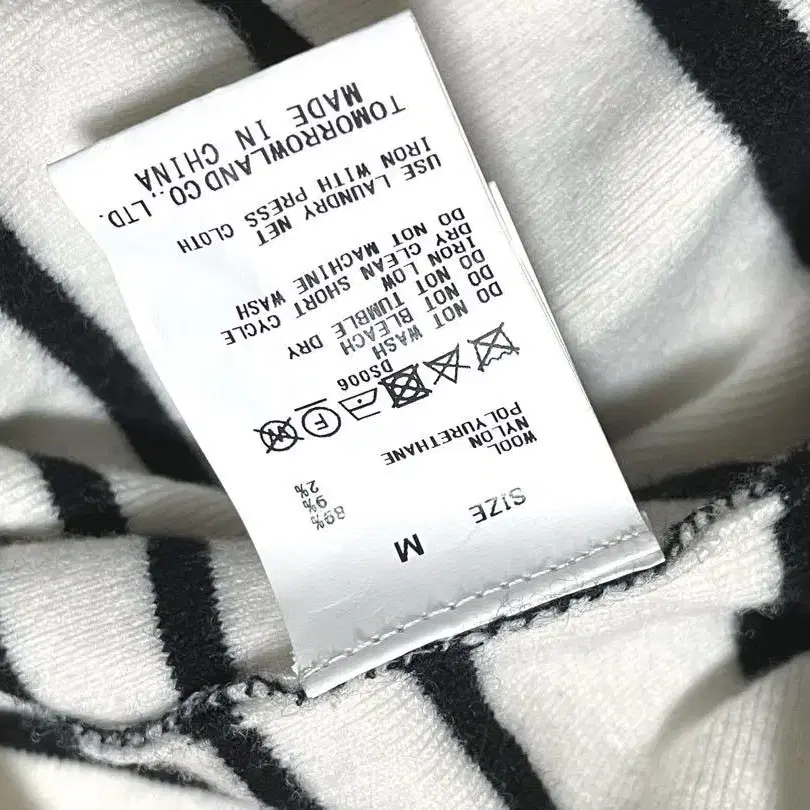 SIZE M
WOOL 89%
NYLON 9%
POLYURETHANE 2%
DS006
DO NOT WASH
DO NOT BLEACH
DO NOT TUMBLE DRY
IRON LOW
DRY CLEAN SHORT CYCLE
DO NOT MACHINE WASH
USE LAUNDRY NET
IRON WITH PRESS CLOTH
TOMORROWLAND CO., LTD.
MADE IN CHINA